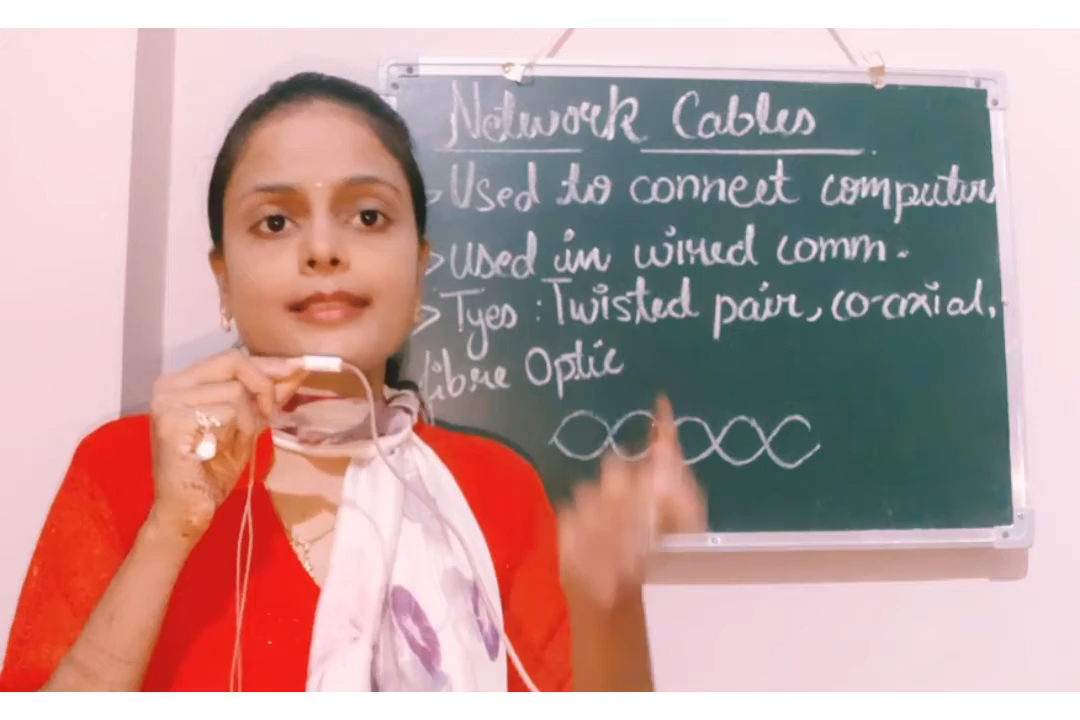 Network Cables
>Used to connect computer
>Used in wired comm.
>Tyes : Twisted pair, co-axial,
fibre Optic